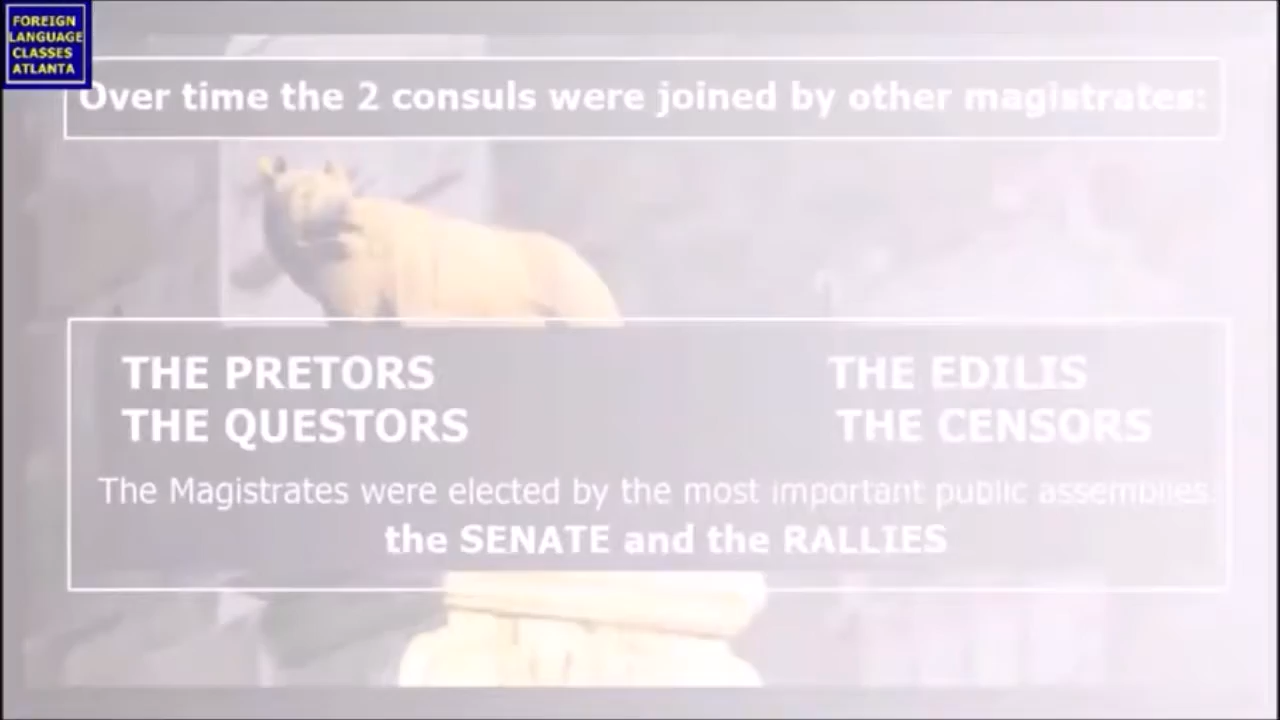 FOREIGN
LANGUAGE
CLASSES
ATLANTA
Over time the 2 consuls were joined by other magistrates:
THE PRETORS THE EDILIS
THE QUESTORS THE CENSORS
The Magistrates were elected by the most important public assemblies.
the SENATE and the RALLIES